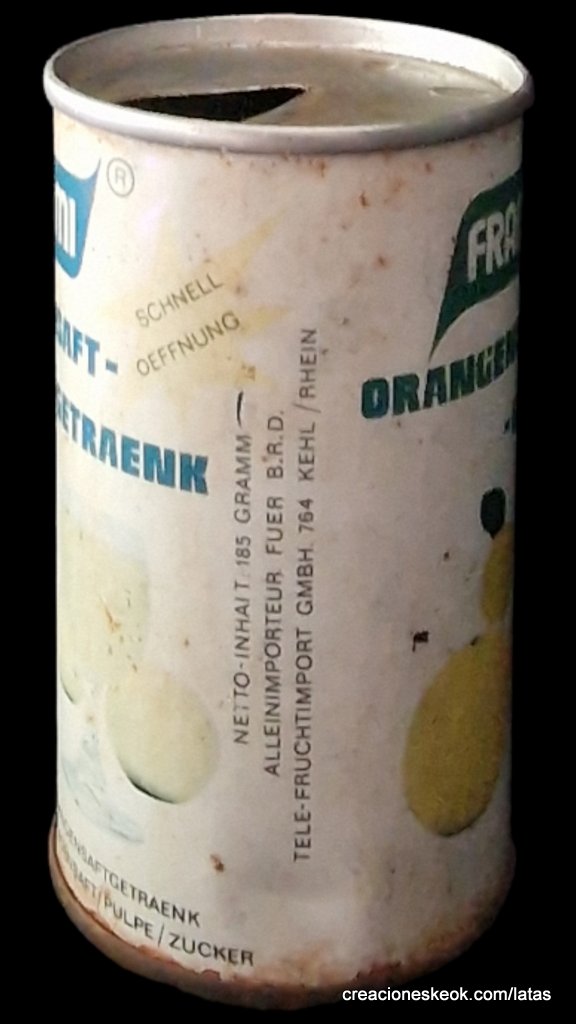 ®
SCHNELL
OEFFNUNG
GETRAENK
NETTO-INHALT: 185 GRAMM
ALLEINIMPORTEUR FUER B.R.D.
TELE-FRUCHTIMPORT GMBH. 764 KEHL/RHEIN
/PULPE/ZUCKER
creacioneskeok.com/latas